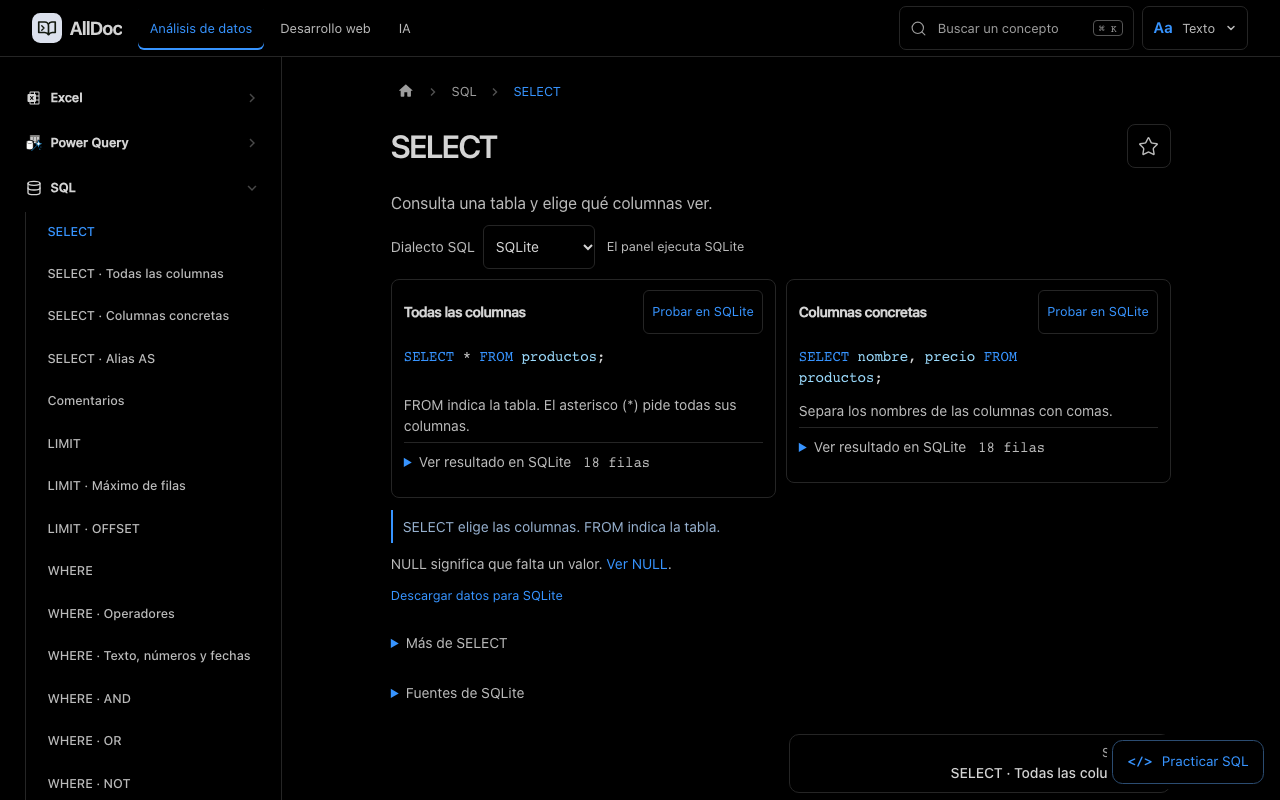 AllDoc
Análisis de datos
Desarrollo web
IA
Buscar un concepto
⌘ K
Aa Texto
Excel
Power Query
SQL
SELECT
SELECT · Todas las columnas
SELECT · Columnas concretas
SELECT · Alias AS
Comentarios
LIMIT
LIMIT · Máximo de filas
LIMIT · OFFSET
WHERE
WHERE · Operadores
WHERE · Texto, números y fechas
WHERE · AND
WHERE · OR
WHERE · NOT
SQL
SELECT
SELECT
Consulta una tabla y elige qué columnas ver.
Dialecto SQL SQLite El panel ejecuta SQLite
Todas las columnas
Probar en SQLite
SELECT * FROM productos;
FROM indica la tabla. El asterisco (*) pide todas sus
columnas.
Ver resultado en SQLite 18 filas
Columnas concretas
Probar en SQLite
SELECT nombre, precio FROM
productos;
Separa los nombres de las columnas con comas.
Ver resultado en SQLite 18 filas
SELECT elige las columnas. FROM indica la tabla.
NULL significa que falta un valor. Ver NULL.
Descargar datos para SQLite
Más de SELECT
Fuentes de SQLite
SELECT · Todas las colu
</> Practicar SQL